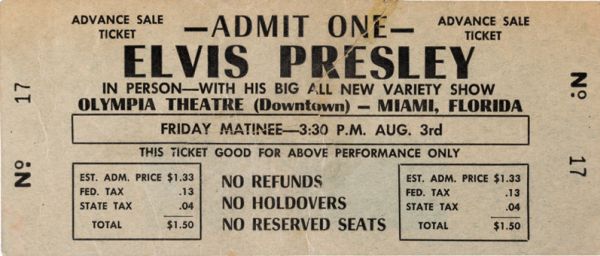 ADVANCE SALE
TICKET
—ADMIT ONE—
ADVANCE SALE
TICKET
ELVIS PRESLEY
IN PERSON—WITH HIS BIG ALL NEW VARIETY SHOW
OLYMPIA THEATRE (Downtown) – MIAMI, FLORIDA
FRIDAY MATINEE—3:30 P.M. AUG. 3rd
THIS TICKET GOOD FOR ABOVE PERFORMANCE ONLY
Nº 17
EST. ADM. PRICE $1.33
FED. TAX .13
STATE TAX .04
TOTAL $1.50
NO REFUNDS
NO HOLDOVERS
NO RESERVED SEATS
EST. ADM. PRICE $1.33
FED. TAX .13
STATE TAX .04
TOTAL $1.50
Nº 17